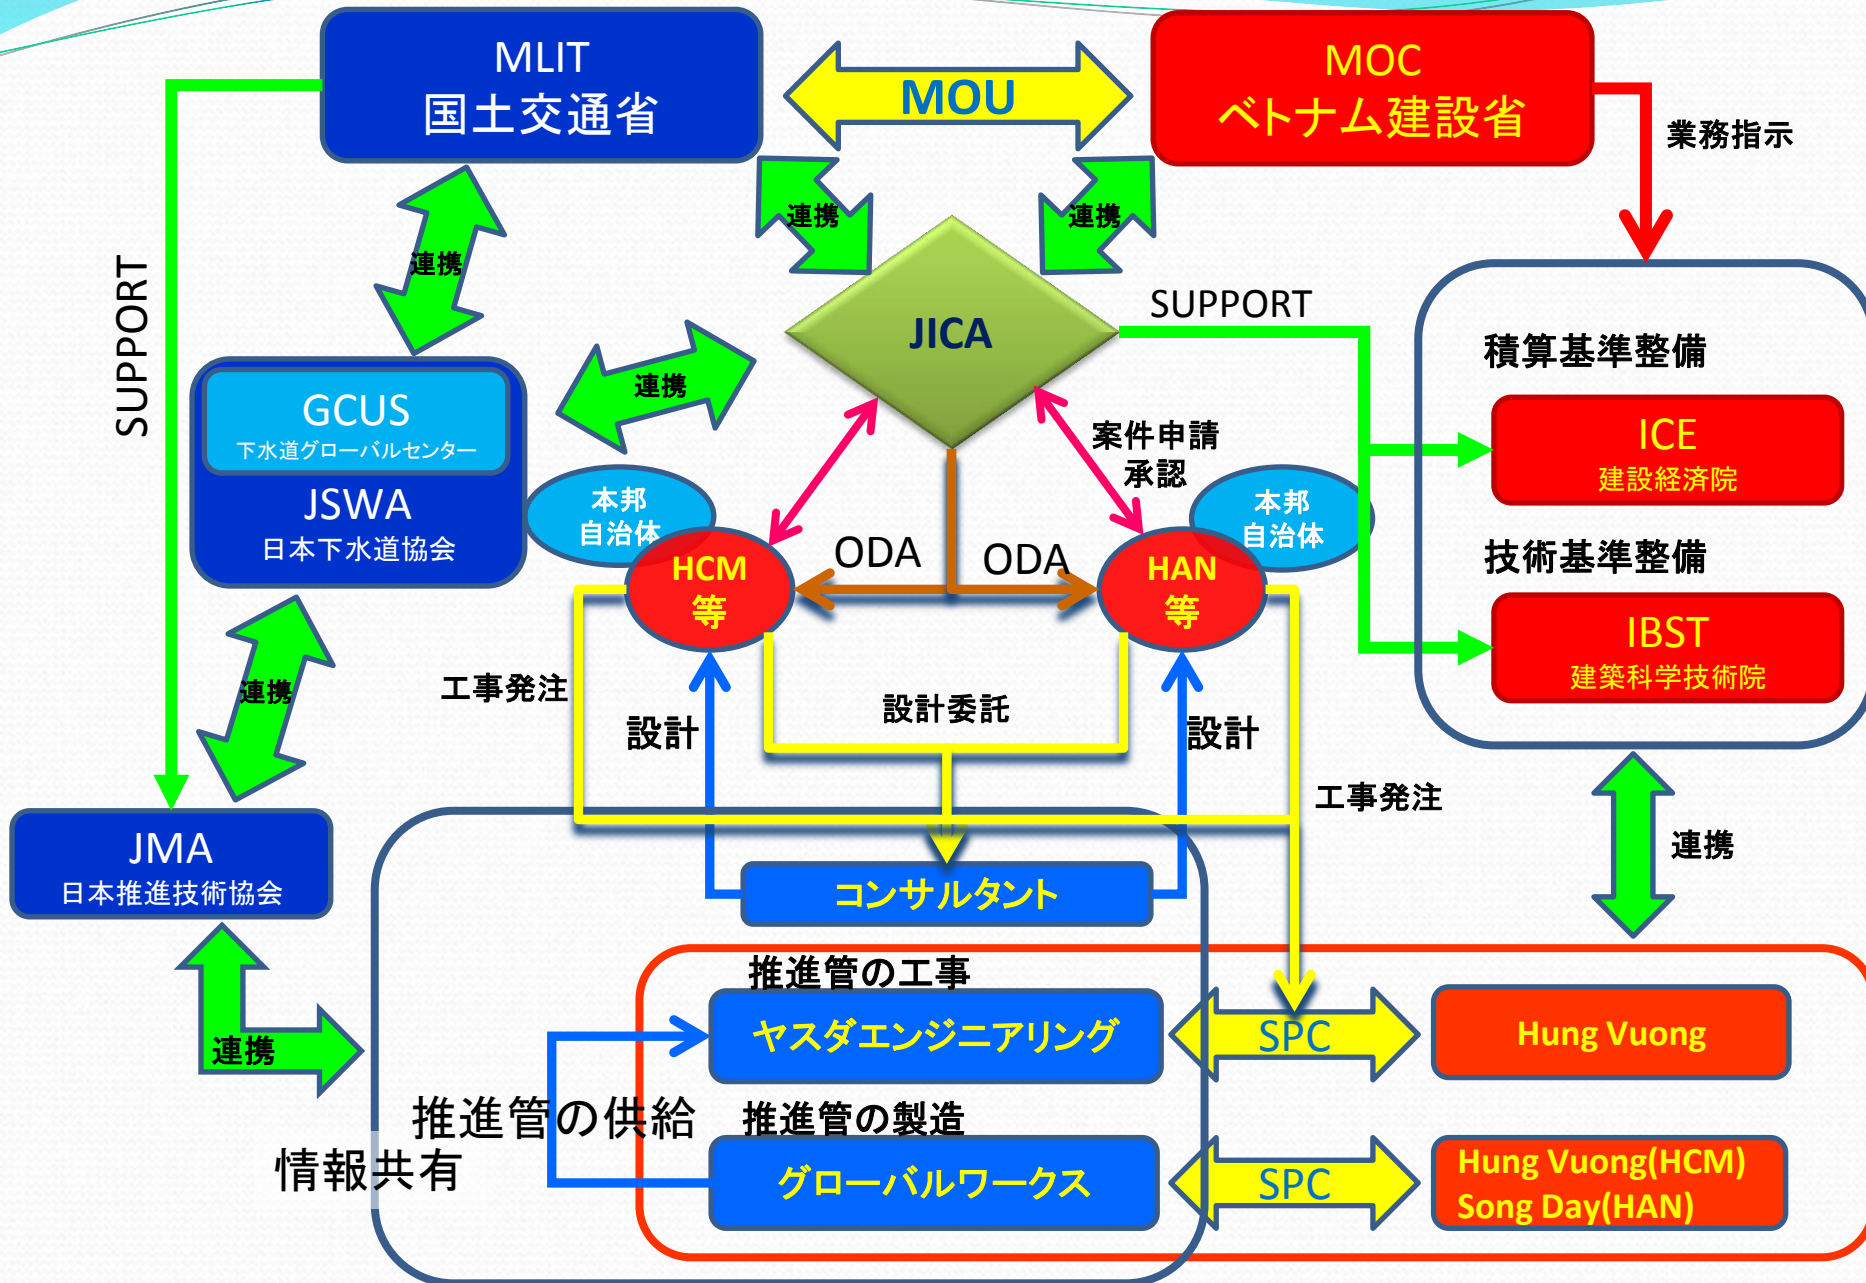 MLIT
国土交通省
MOU
MOC
ベトナム建設省
業務指示
連携
連携
連携
SUPPORT
JICA
SUPPORT
積算基準整備
連携
GCUS
下水道グローバルセンター
JSWA
日本下水道協会
案件申請
承認
ICE
建設経済院
本邦
自治体
本邦
自治体
技術基準整備
ODA
ODA
HCM
等
HAN
等
IBST
建築科学技術院
連携
工事発注
設計
設計委託
設計
工事発注
連携
JMA
日本推進技術協会
コンサルタント
推進管の工事
ヤスダエンジニアリング
SPC
Hung Vuong
連携
推進管の供給
推進管の製造
情報共有
グローバルワークス
SPC
Hung Vuong(HCM)
Song Day(HAN)